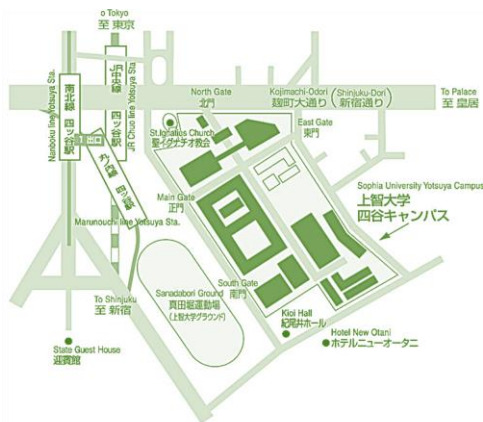 to Tokyo
至 東京
Nanboku line Yotsuya Sta.
南北線 四ッ谷駅
JR中央線 四ッ谷駅
JR Chuo line Yotsuya Sta.
North Gate
北門
Kojimachi-Odori (Shinjuku-Dori)
麹町大通り (新宿通り)
To Palace
至 皇居
East Gate
東門
St.Ignatius Church
聖イグナチオ教会
出口
丸ノ内線 四ッ谷駅
Marunouchi line Yotsuya Sta.
Main Gate
正門
Sophia University Yotsuya Campus
上智大学
四谷キャンパス
South Gate
南門
Sanadabori Ground
真田堀運動場
(上智大学グラウンド)
To Shinjuku
至 新宿
Kioi Hall
紀尾井ホール
Hotel New Otani
ホテルニューオータニ
State Guest House
迎賓館